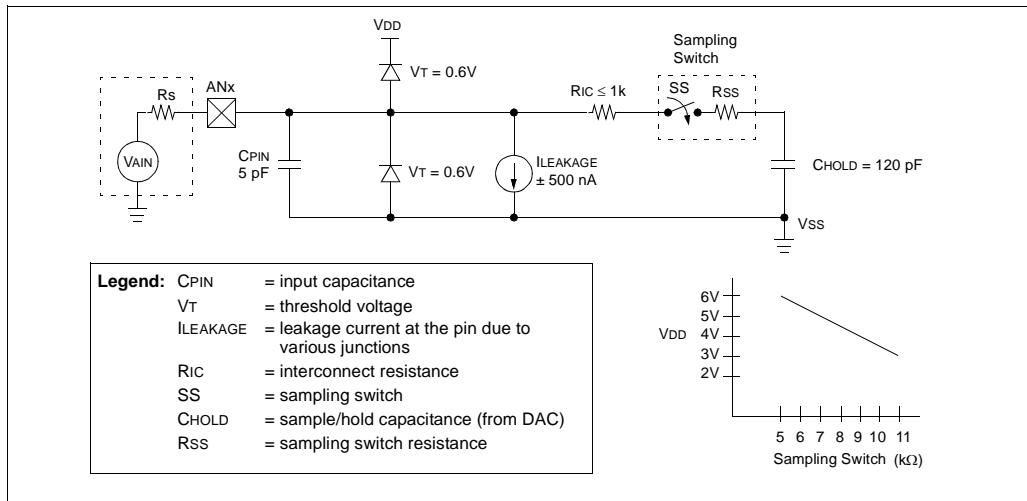 VDD
Sampling
Switch
VT = 0.6V
Rs
ANx
RIC ≤ 1k
SS
RSS
VAIN
CPIN
5 pF
VT = 0.6V
ILEAKAGE
± 500 nA
CHOLD = 120 pF
VSS
Legend: CPIN = input capacitance
VT = threshold voltage
ILEAKAGE = leakage current at the pin due to
various junctions
RIC = interconnect resistance
SS = sampling switch
CHOLD = sample/hold capacitance (from DAC)
RSS = sampling switch resistance
6V
5V
VDD 4V
3V
2V
5 6 7 8 9 10 11
Sampling Switch (kΩ)